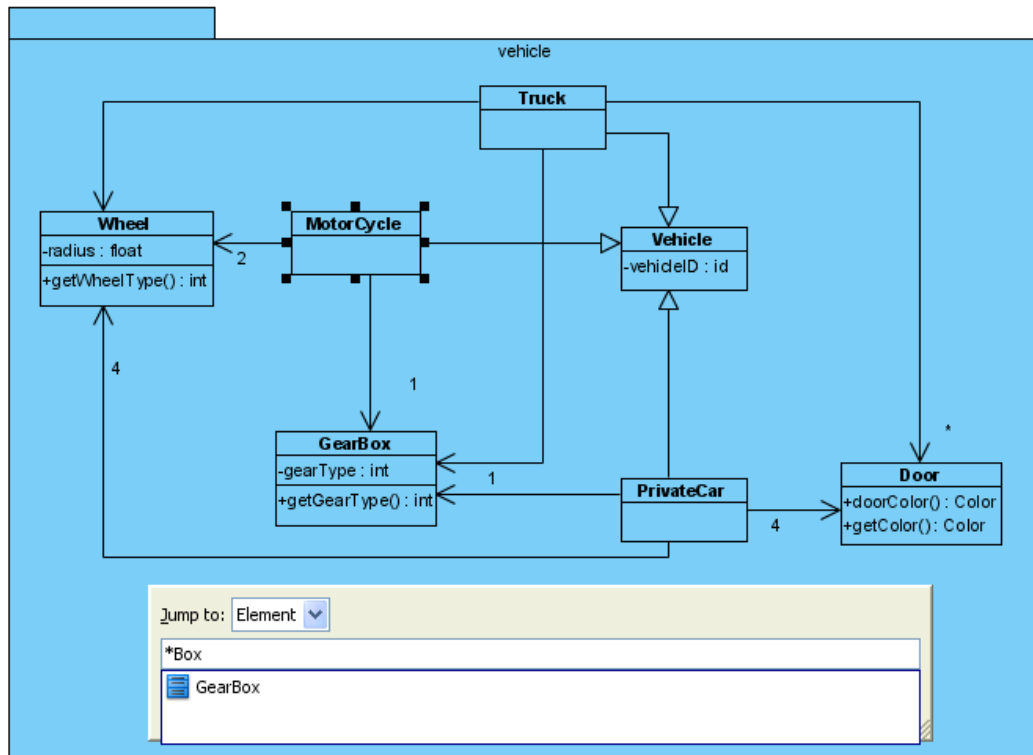 vehicle
Truck
Wheel
-radius : float
+getWheelType() : int
MotorCycle
2
Vehicle
-vehicleID : id
4
1
*
GearBox
-gearType : int
+getGearType() : int
1
PrivateCar
4
Door
+doorColor() : Color
+getColor() : Color
Jump to: Element
*Box
GearBox